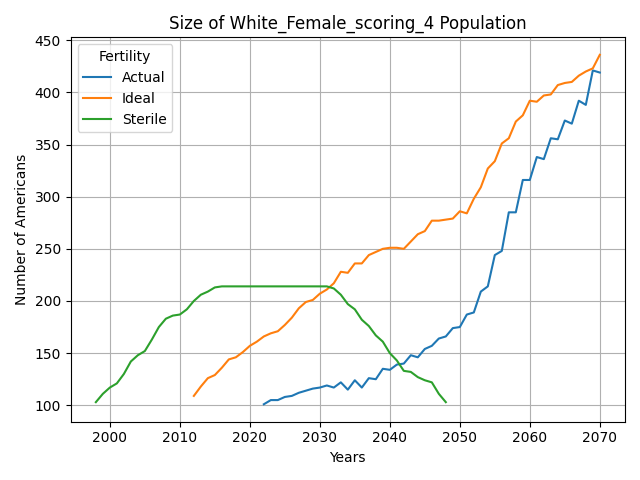 Size of White_Female_scoring_4 Population
Number of Americans
450
400
350
300
250
200
150
100
Fertility
Actual
Ideal
Sterile
2000 2010 2020 2030 2040 2050 2060 2070
Years